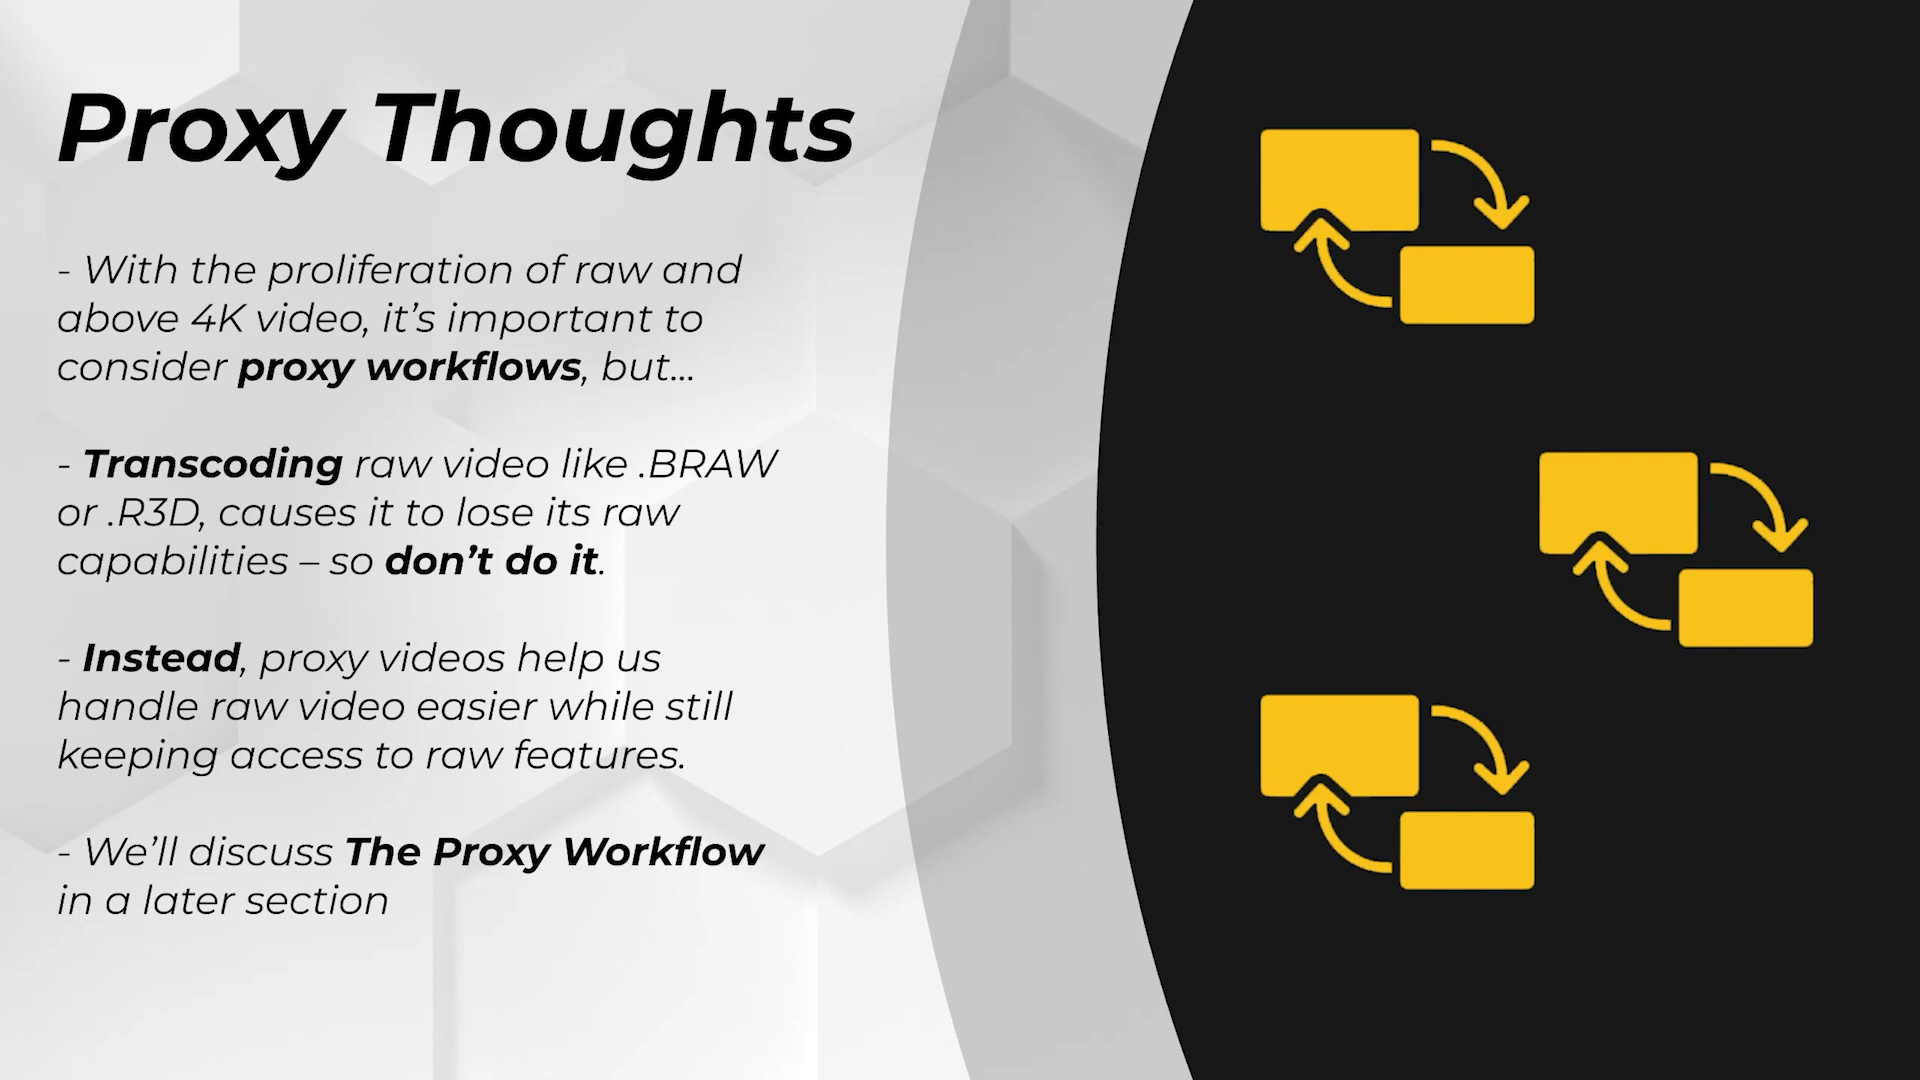 Proxy Thoughts
- With the proliferation of raw and
above 4K video, it’s important to
consider proxy workflows, but...
- Transcoding raw video like .BRAW
or .R3D, causes it to lose its raw
capabilities – so don’t do it.
- Instead, proxy videos help us
handle raw video easier while still
keeping access to raw features.
- We’ll discuss The Proxy Workflow
in a later section